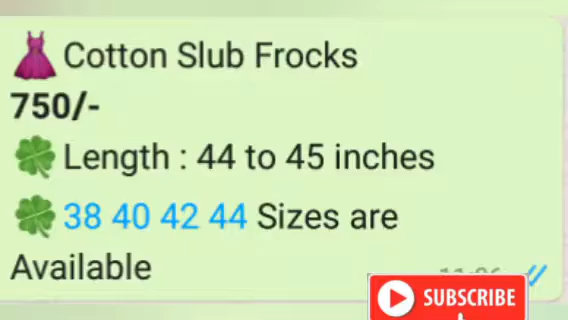 👗Cotton Slub Frocks
750/-
🍀Length : 44 to 45 inches
🍀38 40 42 44 Sizes are
Available
SUBSCRIBE